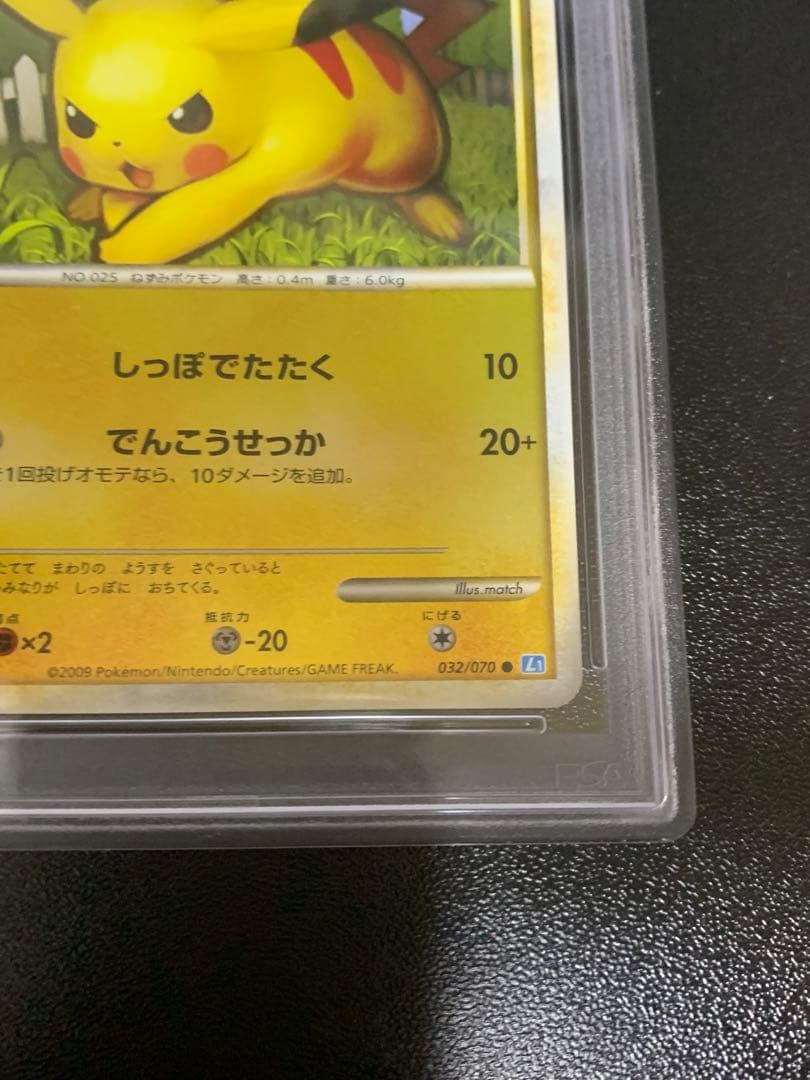 NO.025 ねずみポケモン 高さ：0.4m 重さ：6.0kg
しっぽでたたく 10
でんこうせっか 20+
1回投げオモテなら、10ダメージを追加。
たてて まわりの ようすを さぐっていると
みなりが しっぽに おちてくる。
Illus.match
抵抗力 にげる
×2 -20
©2009 Pokémon/Nintendo/Creatures/GAME FREAK. 032/070 ● L1
PSA